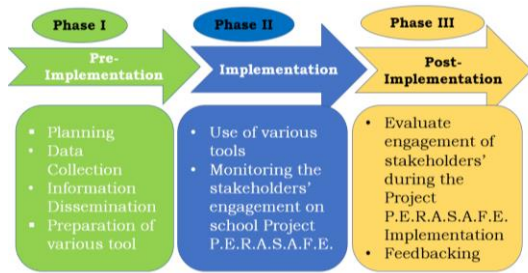 Phase I
Pre-
Implementation
▪ Planning
• Data
Collection
• Information
Dissemination
▪ Preparation of
various tool
Phase II
Implementation
• Use of various
tools
• Monitoring the
stakeholders'
engagement on
school Project
P.E.R.A.S.A.F.E.
Phase III
Post-
Implementation
• Evaluate
engagement of
stakeholders'
during the
Project
P.E.R.A.S.A.F.E.
Implementation
• Feedbacking